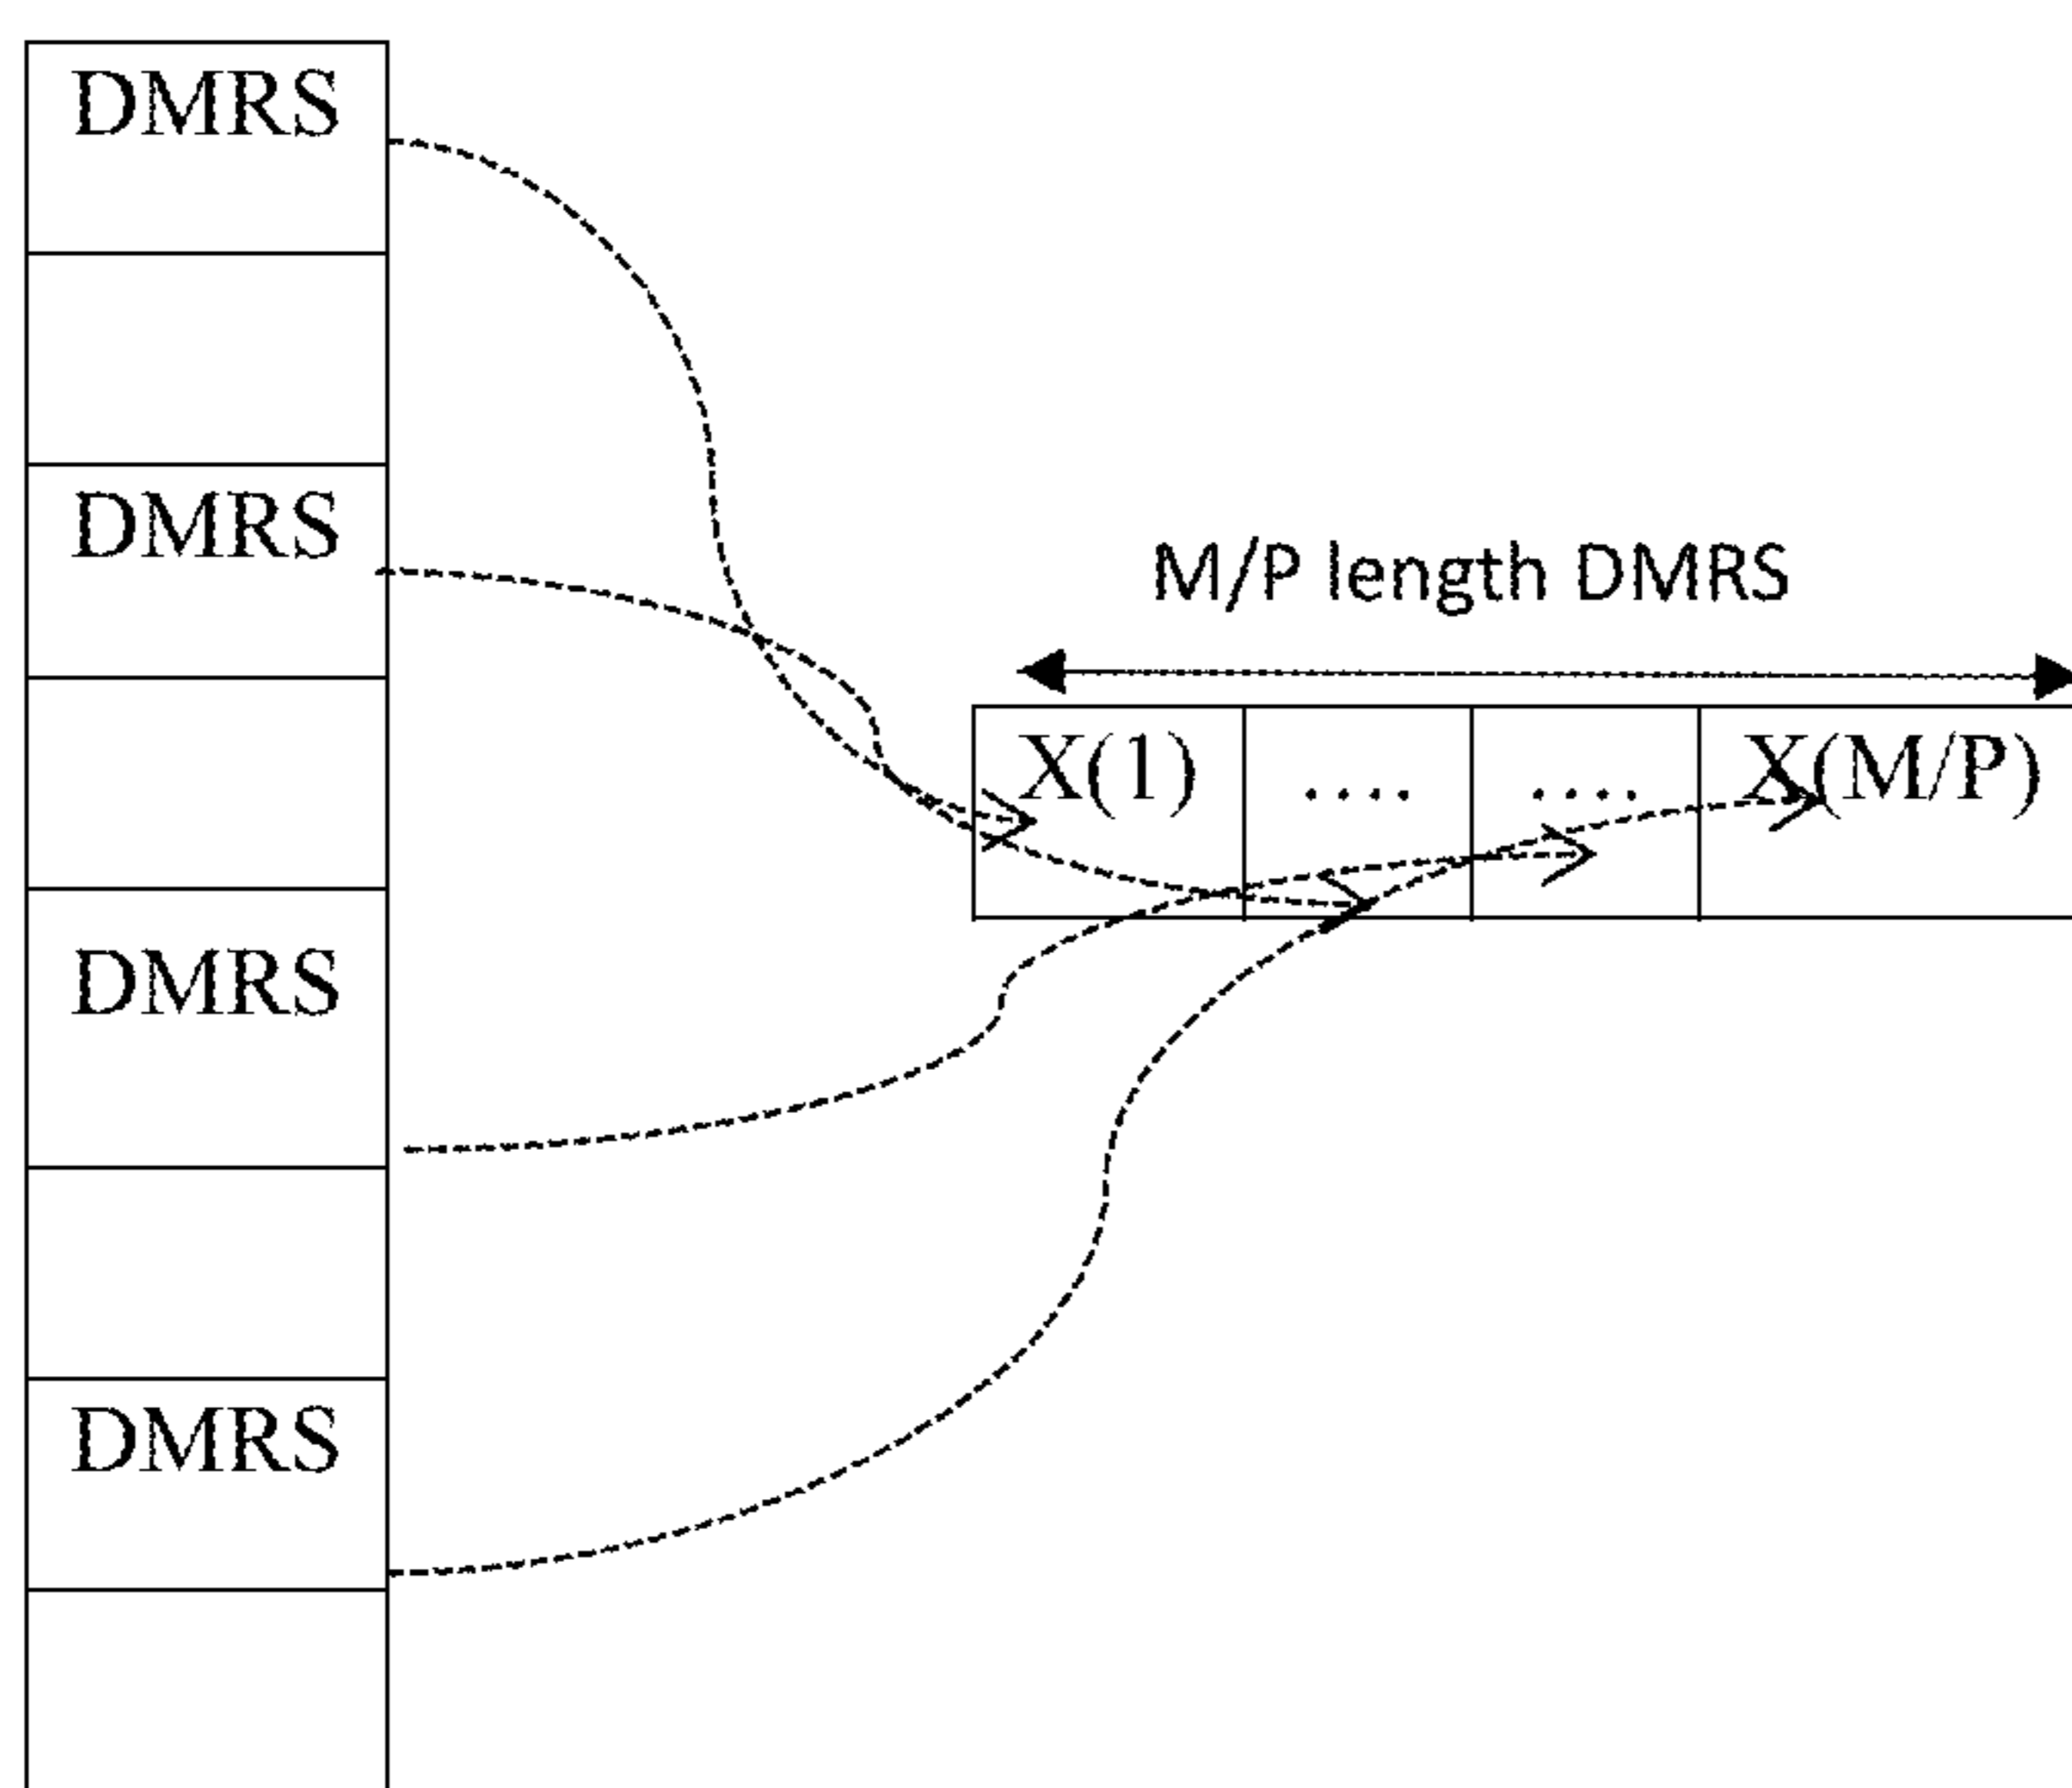 DMRS
DMRS
M/P length DMRS
X(1) .... .... X(M/P)
DMRS
DMRS